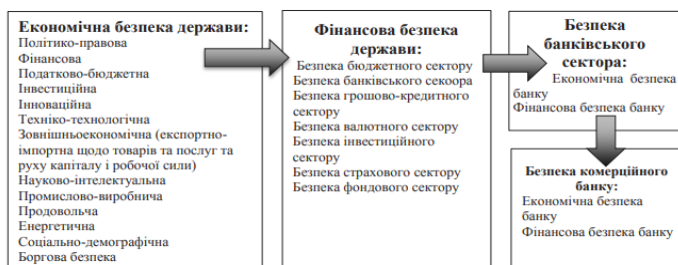 Економічна безпека держави:
Політико-правова
Фінансова
Податково-бюджетна
Інвестиційна
Інноваційна
Техніко-технологічна
Зовнішньоекономічна (експортно-
імпортна щодо товарів та послуг та
руху капіталу і робочої сили)
Науково-інтелектуальна
Промислово-виробнича
Продовольча
Енергетична
Соціально-демографічна
Боргова безпека
Фінансова безпека
держави:
Безпека бюджетного сектору
Безпека банківського секоора
Безпека грошово-кредитного
сектору
Безпека валютного сектору
Безпека інвестиційного
сектору
Безпека страхового сектору
Безпека фондового сектору
Безпека
банківського
сектора:
Економічна безпека
банку
Фінансова безпека банку
Безпека комерційного
банку:
Економічна безпека
банку
Фінансова безпека банку